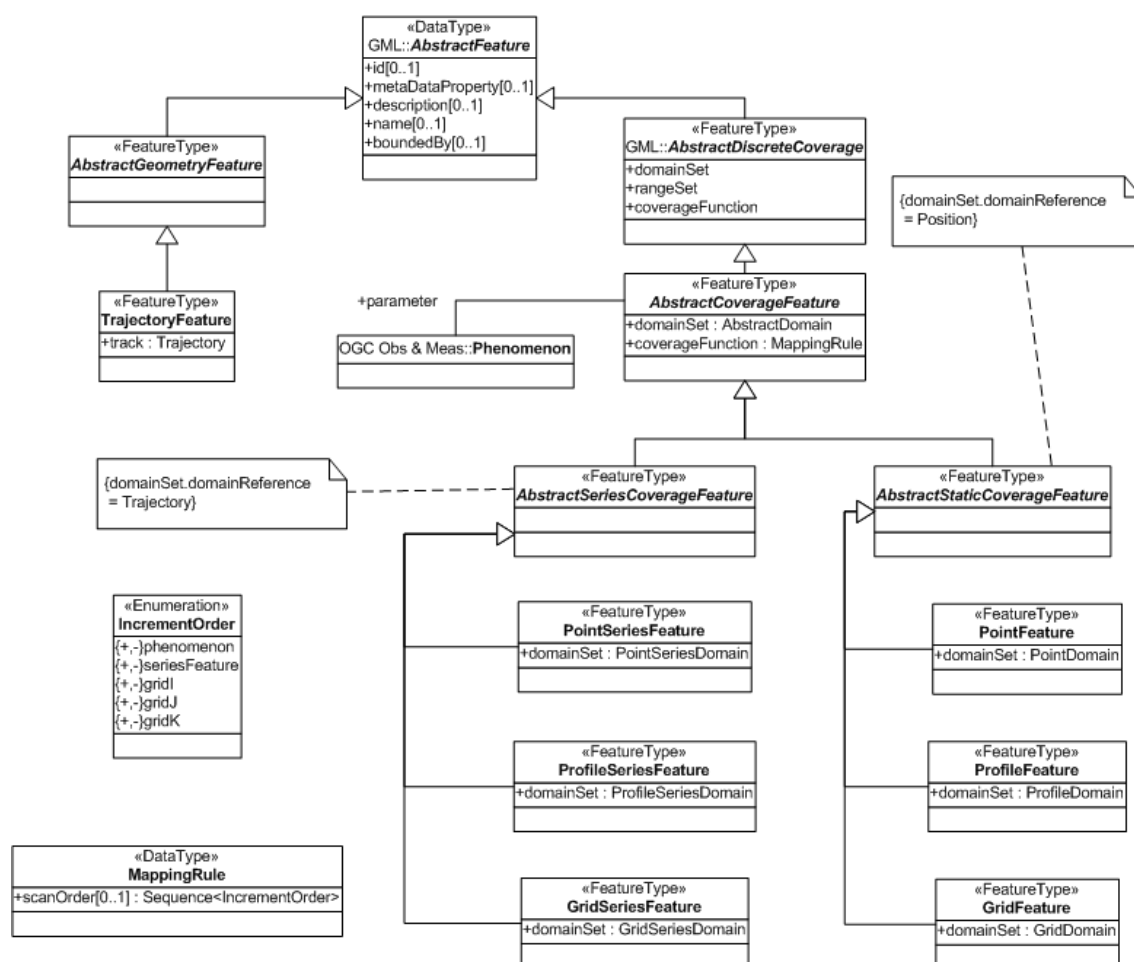 «DataType»
GML::AbstractFeature
+id[0..1]
+metaDataProperty[0..1]
+description[0..1]
+name[0..1]
+boundedBy[0..1]
«FeatureType»
AbstractGeometryFeature
«FeatureType»
GML::AbstractDiscreteCoverage
+domainSet
+rangeSet
+coverageFunction
{domainSet.domainReference
= Position}
«FeatureType»
TrajectoryFeature
+track : Trajectory
+parameter
OGC Obs & Meas::Phenomenon
«FeatureType»
AbstractCoverageFeature
+domainSet : AbstractDomain
+coverageFunction : MappingRule
{domainSet.domainReference
= Trajectory}
«FeatureType»
AbstractSeriesCoverageFeature
«FeatureType»
AbstractStaticCoverageFeature
«Enumeration»
IncrementOrder
{+,-}phenomenon
{+,-}seriesFeature
{+,-}gridI
{+,-}gridJ
{+,-}gridK
«FeatureType»
PointSeriesFeature
+domainSet : PointSeriesDomain
«FeatureType»
PointFeature
+domainSet : PointDomain
«FeatureType»
ProfileSeriesFeature
+domainSet : ProfileSeriesDomain
«FeatureType»
ProfileFeature
+domainSet : ProfileDomain
«DataType»
MappingRule
+scanOrder[0..1] : Sequence<IncrementOrder>
«FeatureType»
GridSeriesFeature
+domainSet : GridSeriesDomain
«FeatureType»
GridFeature
+domainSet : GridDomain